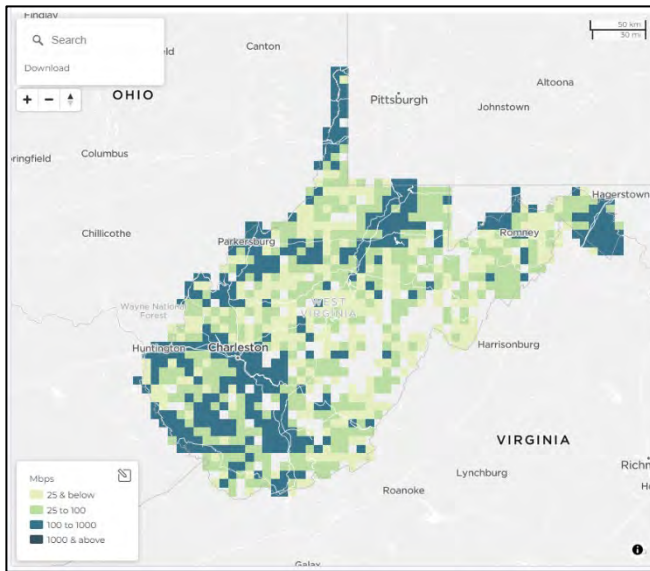 Findlay
Search
Download
Canton
field
50 km
30 mi
Altoona
OHIO
Pittsburgh
Johnstown
Columbus
pringfield
Hagerstown
Chillicothe
Parkersburg
Romney
Wayne National
Forest
WEST
VIRGINIA
Huntington
Charleston
Harrisonburg
VIRGINIA
Mbps
25 & below
25 to 100
100 to 1000
1000 & above
Lynchburg
Richm
Roanoke
Galax